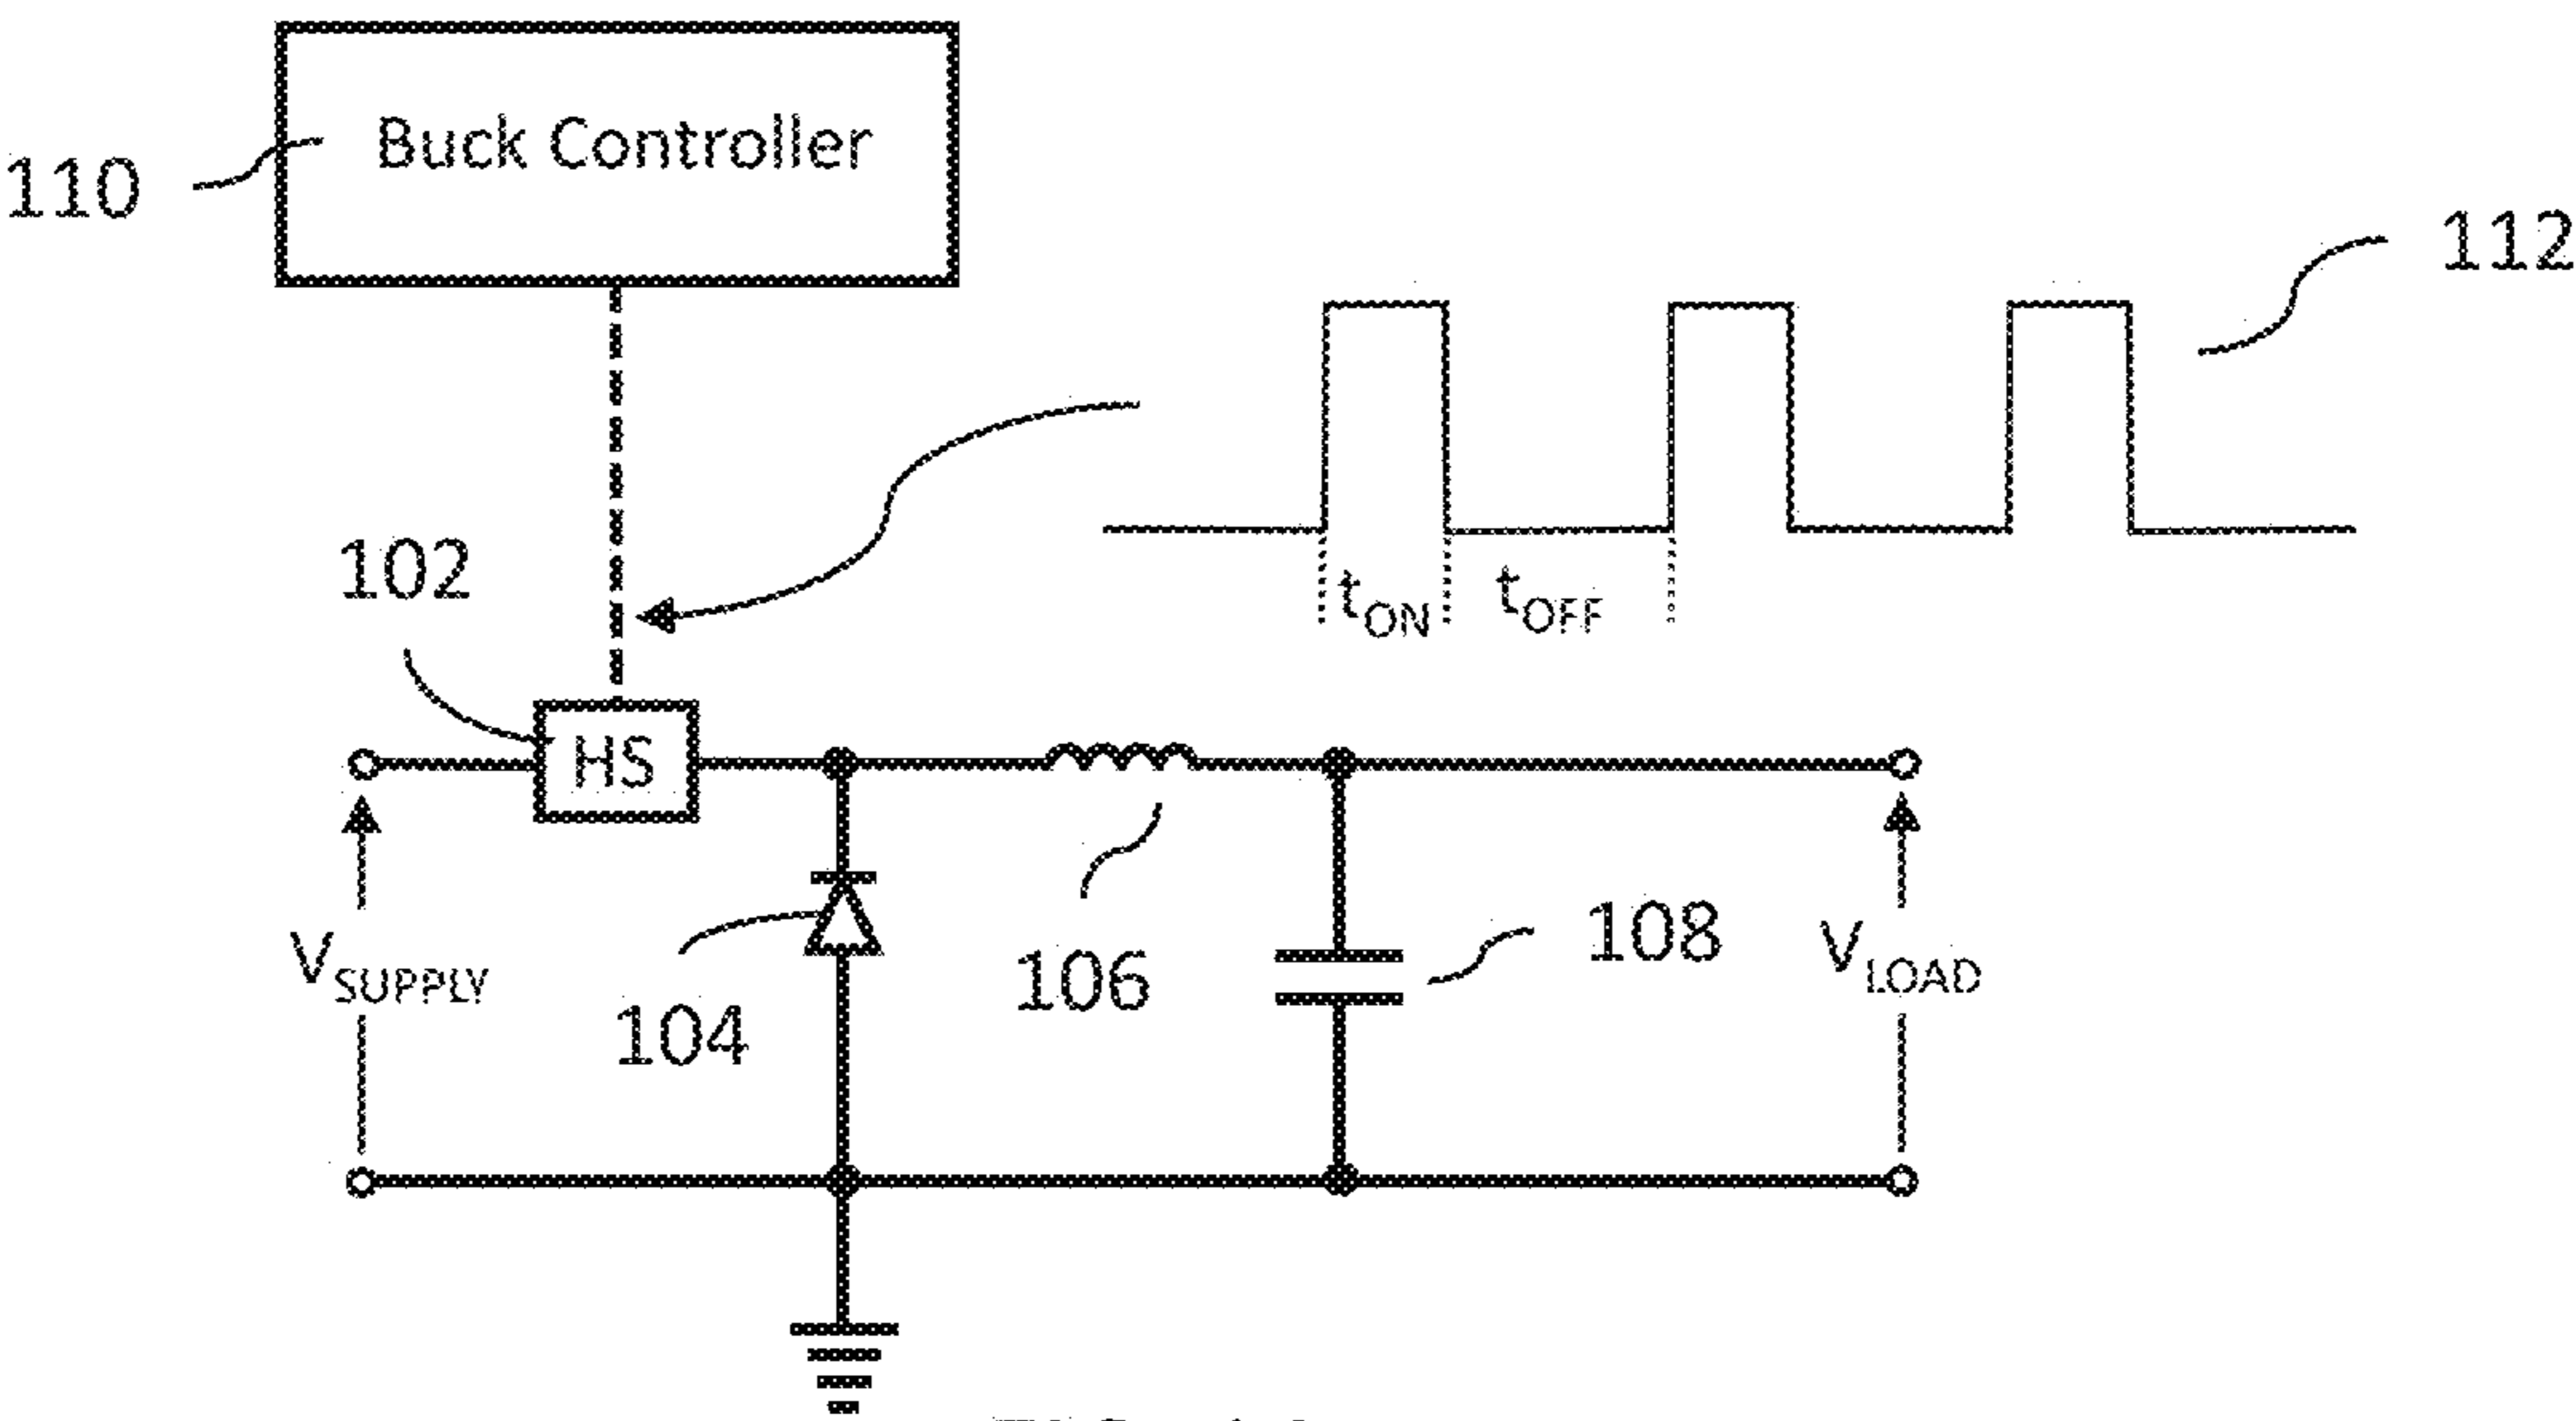 Buck Controller
110
112
102
tON
tOFF
HS
VSUPPLY
104
106
108
VLOAD